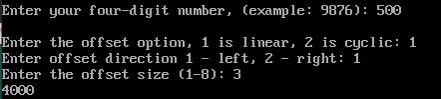 Enter your four-digit number, (example: 9876): 500
Enter the offset option, 1 is linear, 2 is cyclic: 1
Enter offset direction 1 - left, 2 - right: 1
Enter the offset size (1-8): 3
4000